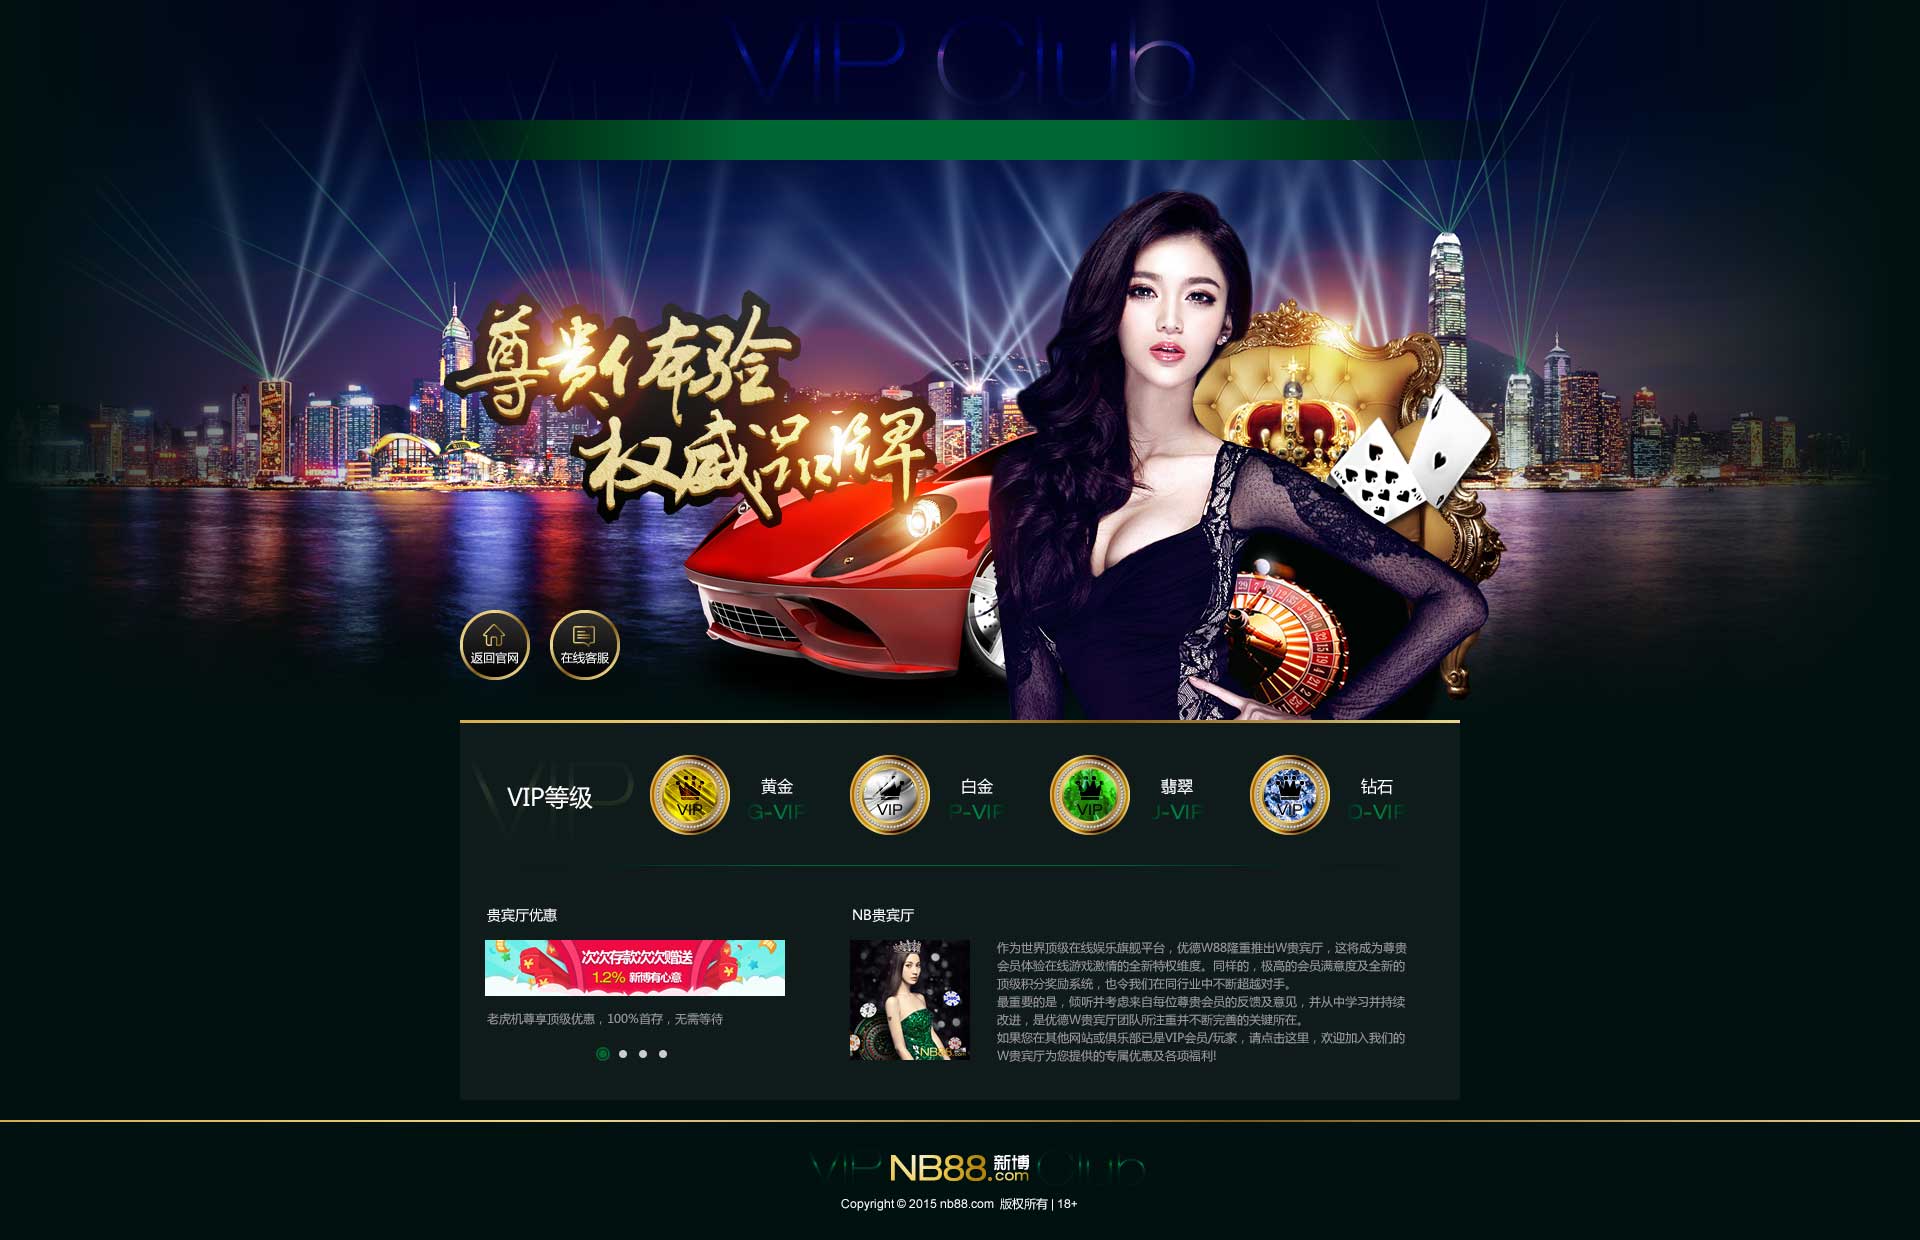 VIP Club
尊贵体验
权威品牌
HITACHI
返回官网
在线客服
VIP等级
VIP
黄金
G-VIP
VIP
白金
P-VIP
VIP
翡翠
J-VIP
VIP
钻石
D-VIP
贵宾厅优惠
次次存款次次赠送
1.2% 新博有心意
老虎机尊享顶级优惠，100%首存，无需等待
NB贵宾厅
NB88.com
作为世界顶级在线娱乐旗舰平台，优德W88隆重推出W贵宾厅，这将成为尊贵
会员体验在线游戏激情的全新特权维度。同样的，极高的会员满意度及全新的
顶级积分奖励系统，也令我们在同行业中不断超越对手。
最重要的是，倾听并考虑来自每位尊贵会员的反馈及意见，并从中学习并持续
改进，是优德W贵宾厅团队所注重并不断完善的关键所在。
如果您在其他网站或俱乐部已是VIP会员/玩家，请点击这里，欢迎加入我们的
W贵宾厅为您提供的专属优惠及各项福利!
VIP NB88.com 新博 Club
Copyright © 2015 nb88.com 版权所有 | 18+